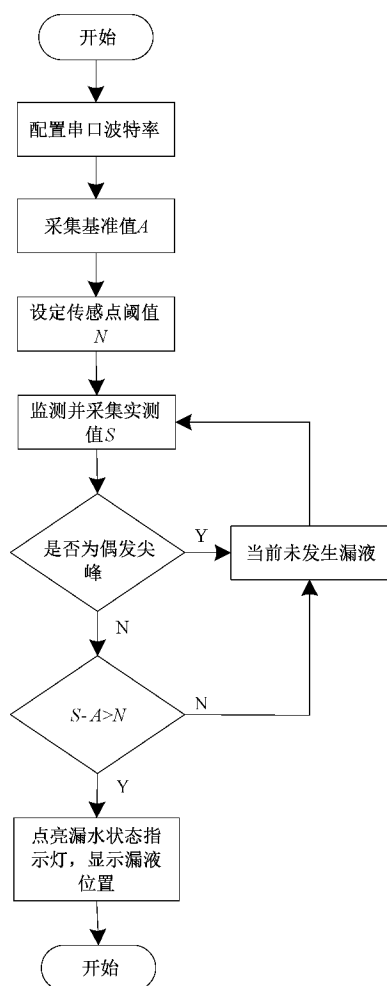 开始
配置串口波特率
采集基准值A
设定传感点阈值
N
监测并采集实测
值S
是否为偶发尖
峰
Y
当前未发生漏液
N
S-A>N
N
Y
点亮漏水状态指
示灯，显示漏液
位置
开始